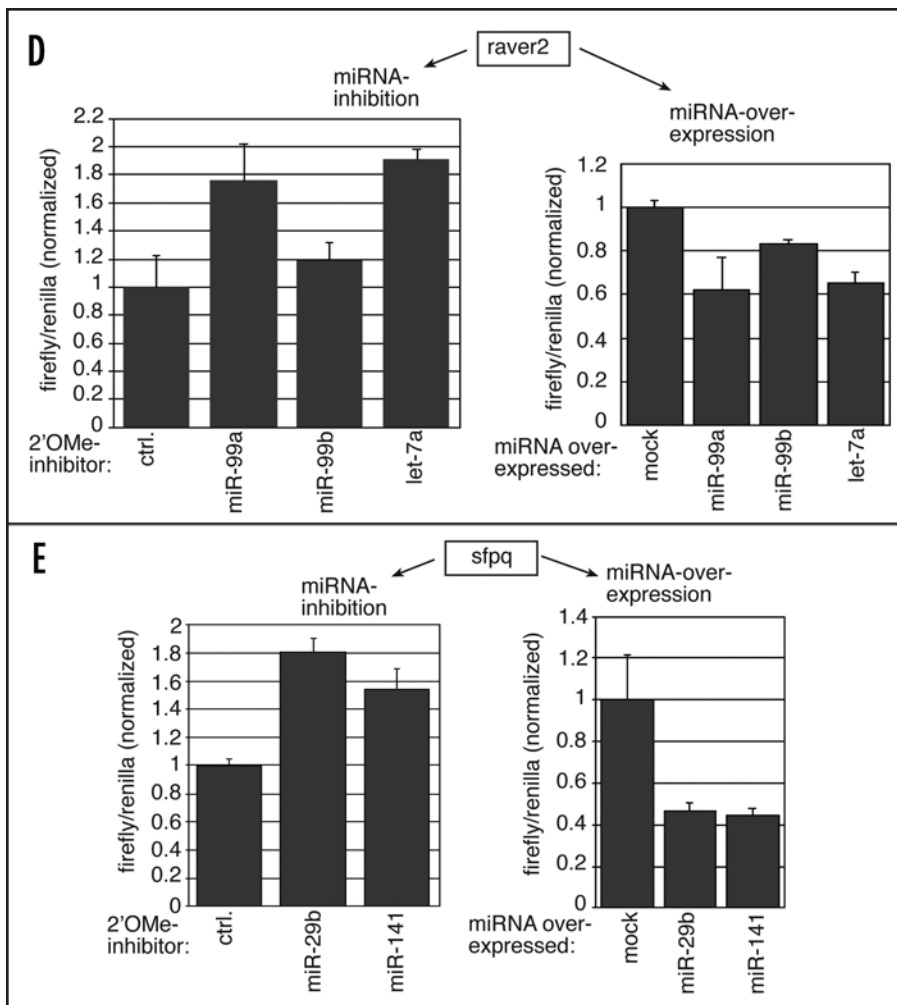 D
raver2
miRNA-
inhibition
miRNA-over-
expression
firefly/renilla (normalized)
2.2
2
1.8
1.6
1.4
1.2
1
0.8
0.6
0.4
0.2
0
2'OMe-
inhibitor:
ctrl.
miR-99a
miR-99b
let-7a
firefly/renilla (normalized)
1.2
1
0.8
0.6
0.4
0.2
0
miRNA over-
expressed:
mock
miR-99a
miR-99b
let-7a
E
sfpq
miRNA-
inhibition
miRNA-over-
expression
firefly/renilla (normalized)
2
1.8
1.6
1.4
1.2
1
0.8
0.6
0.4
0.2
0
2'OMe-
inhibitor:
ctrl.
miR-29b
miR-141
firefly/renilla (normalized)
1.4
1.2
1
0.8
0.6
0.4
0.2
0
miRNA over-
expressed:
mock
miR-29b
miR-141